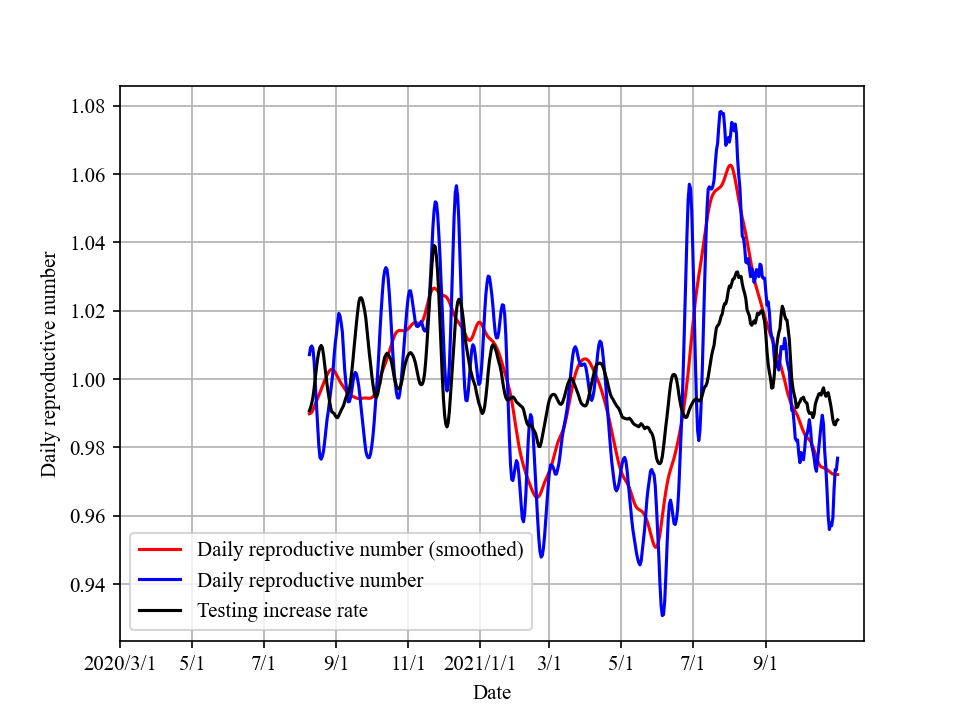 1.08
1.06
1.04
1.02
1.00
0.98
0.96
0.94
Daily reproductive number
Daily reproductive number (smoothed)
Daily reproductive number
Testing increase rate
2020/3/1 5/1 7/1 9/1 11/1 2021/1/1 3/1 5/1 7/1 9/1
Date